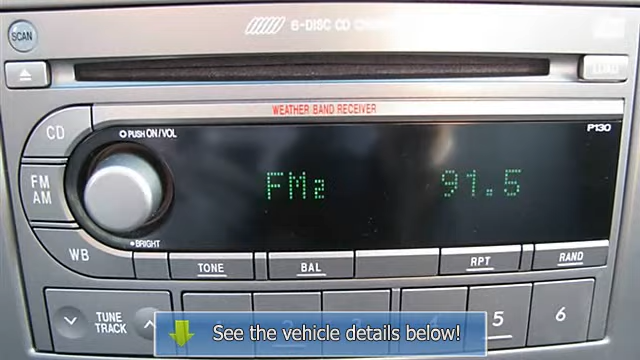 SCAN
6-DISC CD
LOAD
WEATHER BAND RECEIVER
CD
PUSH ON/VOL
P130
FM
AM
FM2
91.5
WB
BRIGHT
TONE
BAL
RPT
RAND
TUNE
TRACK
5
6
See the vehicle details below!